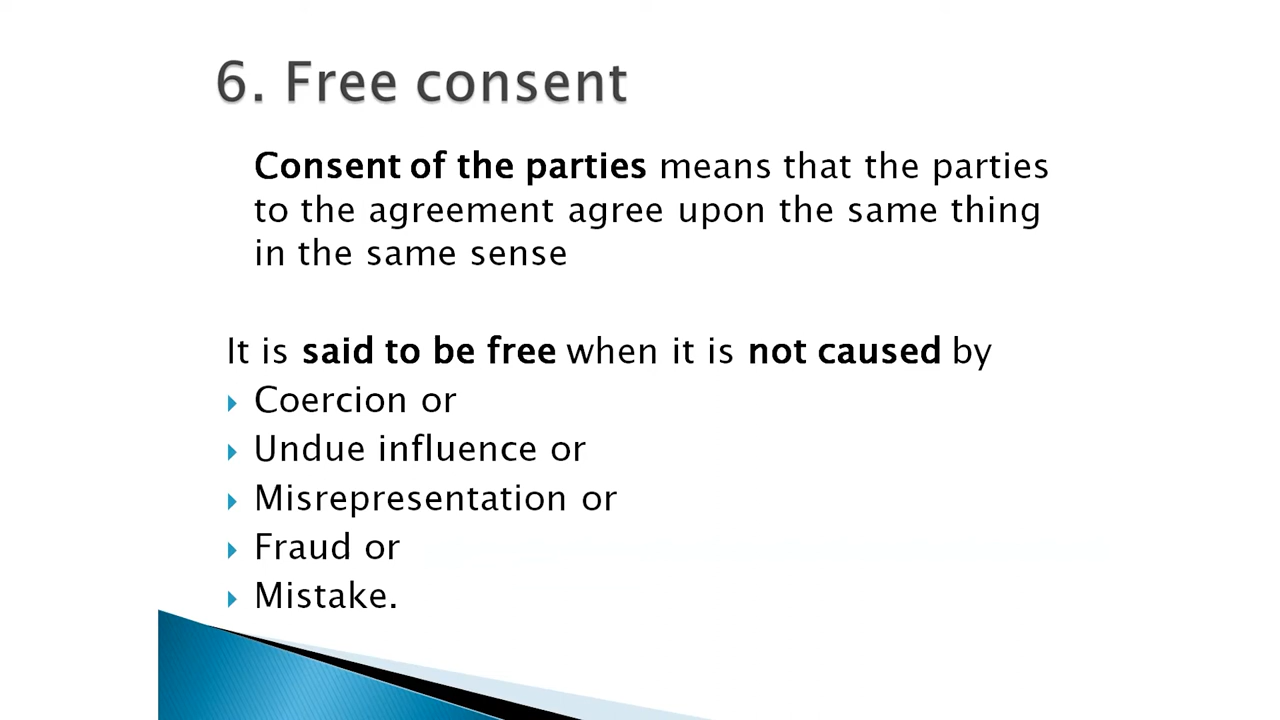 6. Free consent
Consent of the parties means that the parties
to the agreement agree upon the same thing
in the same sense
It is said to be free when it is not caused by
Coercion or
Undue influence or
Misrepresentation or
Fraud or
Mistake.